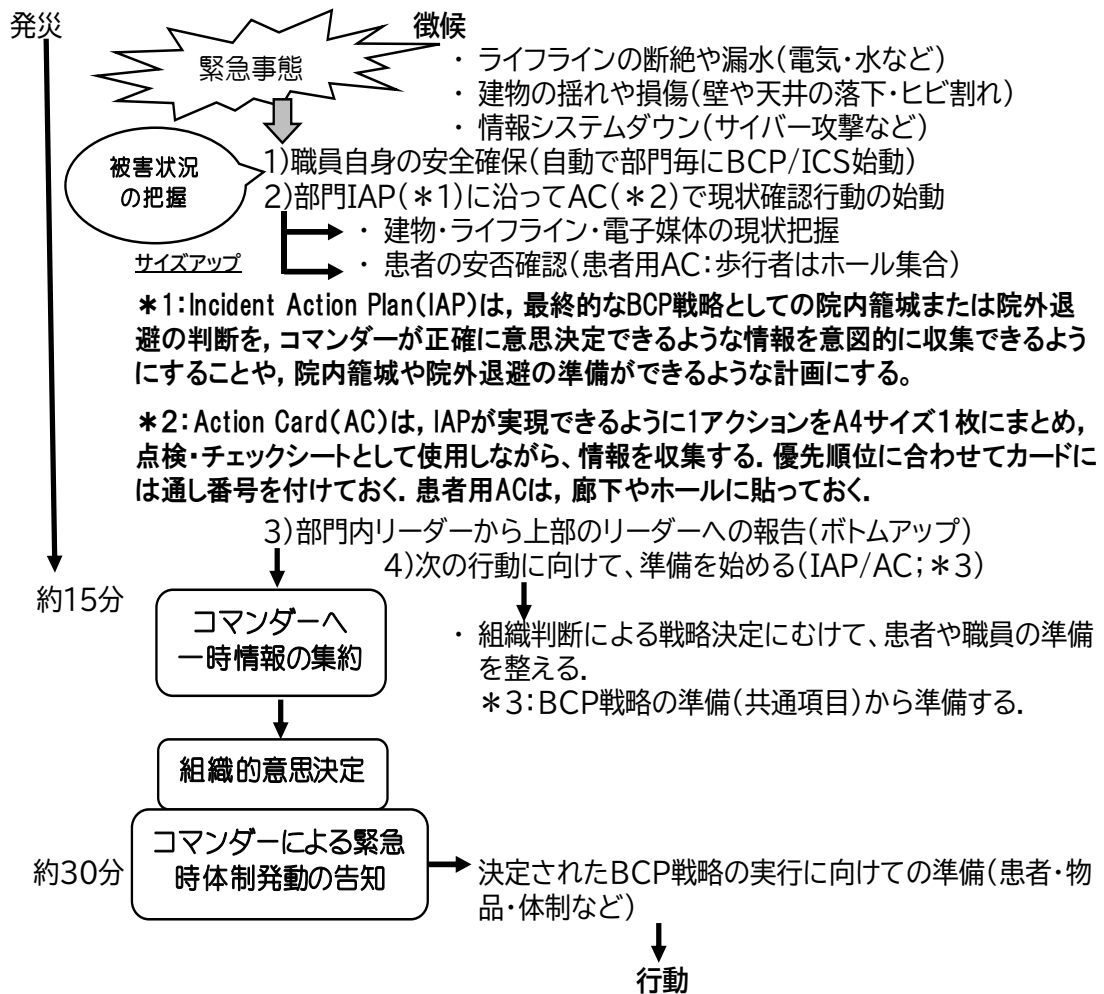 発災
徴候
緊急事態
・ ライフラインの断絶や漏水(電気・水など)
・ 建物の揺れや損傷(壁や天井の落下・ヒビ割れ)
・ 情報システムダウン(サイバー攻撃など)
被害状況
の把握
1)職員自身の安全確保(自動で部門毎にBCP/ICS始動)
2)部門IAP(*1)に沿ってAC(*2)で現状確認行動の始動
・ 建物・ライフライン・電子媒体の現状把握
サイズアップ
・ 患者の安否確認(患者用AC:歩行者はホール集合)
*1:Incident Action Plan(IAP)は,最終的なBCP戦略としての院内籠城または院外退
避の判断を,コマンダーが正確に意思決定できるような情報を意図的に収集できるよう
にすることや,院内籠城や院外退避の準備ができるような計画にする。
*2:Action Card(AC)は,IAPが実現できるように1アクションをA4サイズ1枚にまとめ,
点検・チェックシートとして使用しながら、情報を収集する.優先順位に合わせてカードに
は通し番号を付けておく.患者用ACは,廊下やホールに貼っておく.
3)部門内リーダーから上部のリーダーへの報告(ボトムアップ)
4)次の行動に向けて、準備を始める(IAP/AC;*3)
約15分
コマンダーへ
一時情報の集約
・ 組織判断による戦略決定にむけて、患者や職員の準備
を整える.
*3:BCP戦略の準備(共通項目)から準備する.
組織的意思決定
コマンダーによる緊急
時体制発動の告知
約30分
決定されたBCP戦略の実行に向けての準備(患者・物
品・体制など)
行動